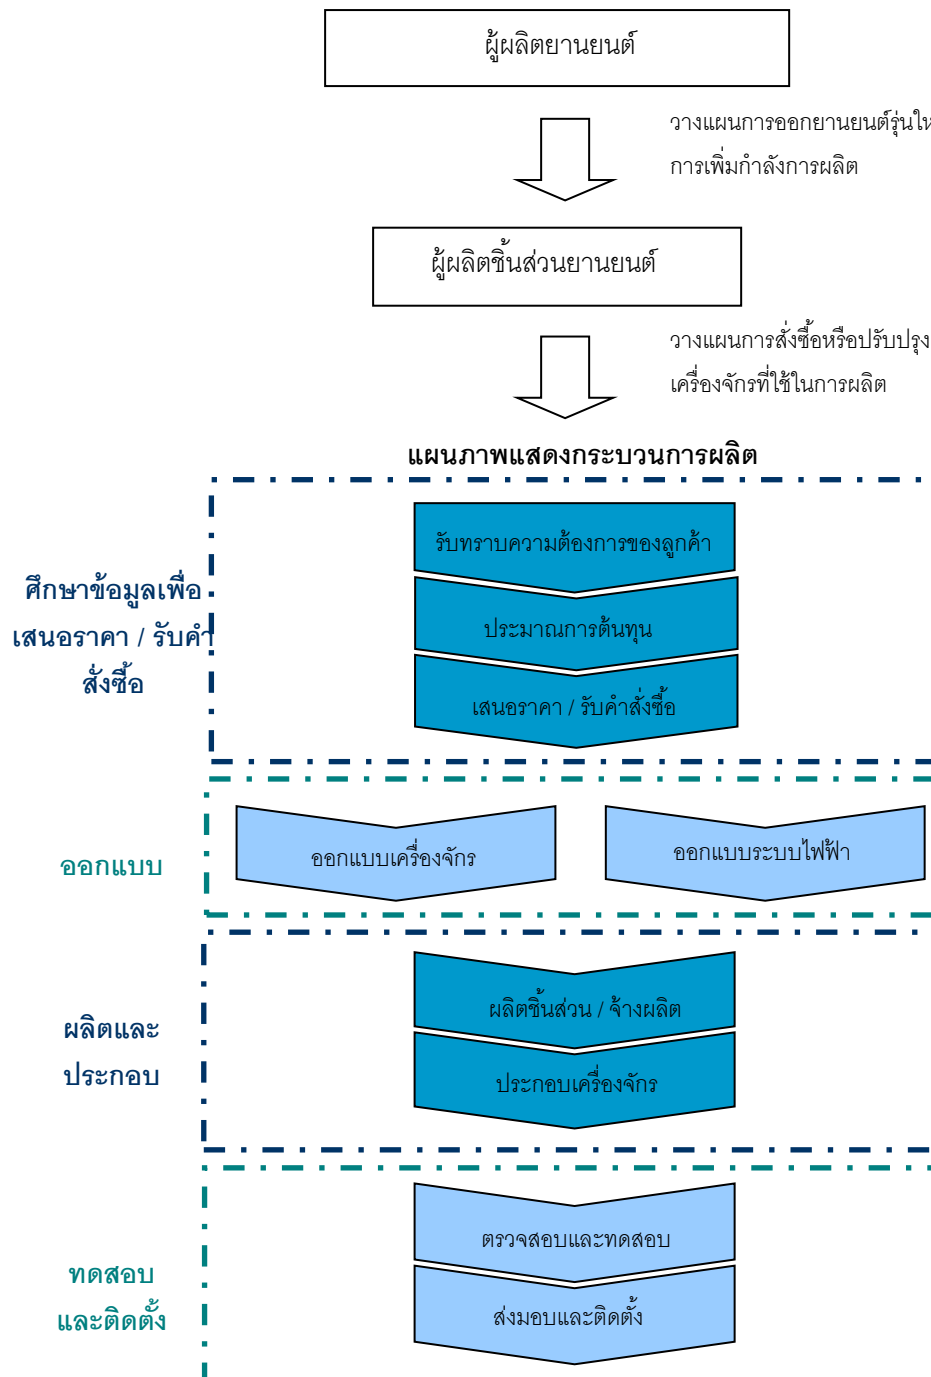 ผู้ผลิตยานยนต์
วางแผนการออกยานยนต์รุ่นให
การเพิ่มกำลังการผลิต
ผู้ผลิตชิ้นส่วนยานยนต์
วางแผนการสั่งซื้อหรือปรับปรุง
เครื่องจักรที่ใช้ในการผลิต
แผนภาพแสดงกระบวนการผลิต
ศึกษาข้อมูลเพื่อ
เสนอราคา / รับคำ
สั่งซื้อ
รับทราบความต้องการของลูกค้า
ประมาณการต้นทุน
เสนอราคา / รับคำสั่งซื้อ
ออกแบบ
ออกแบบเครื่องจักร
ออกแบบระบบไฟฟ้า
ผลิตและ
ประกอบ
ผลิตชิ้นส่วน / จ้างผลิต
ประกอบเครื่องจักร
ทดสอบ
และติดตั้ง
ตรวจสอบและทดสอบ
ส่งมอบและติดตั้ง